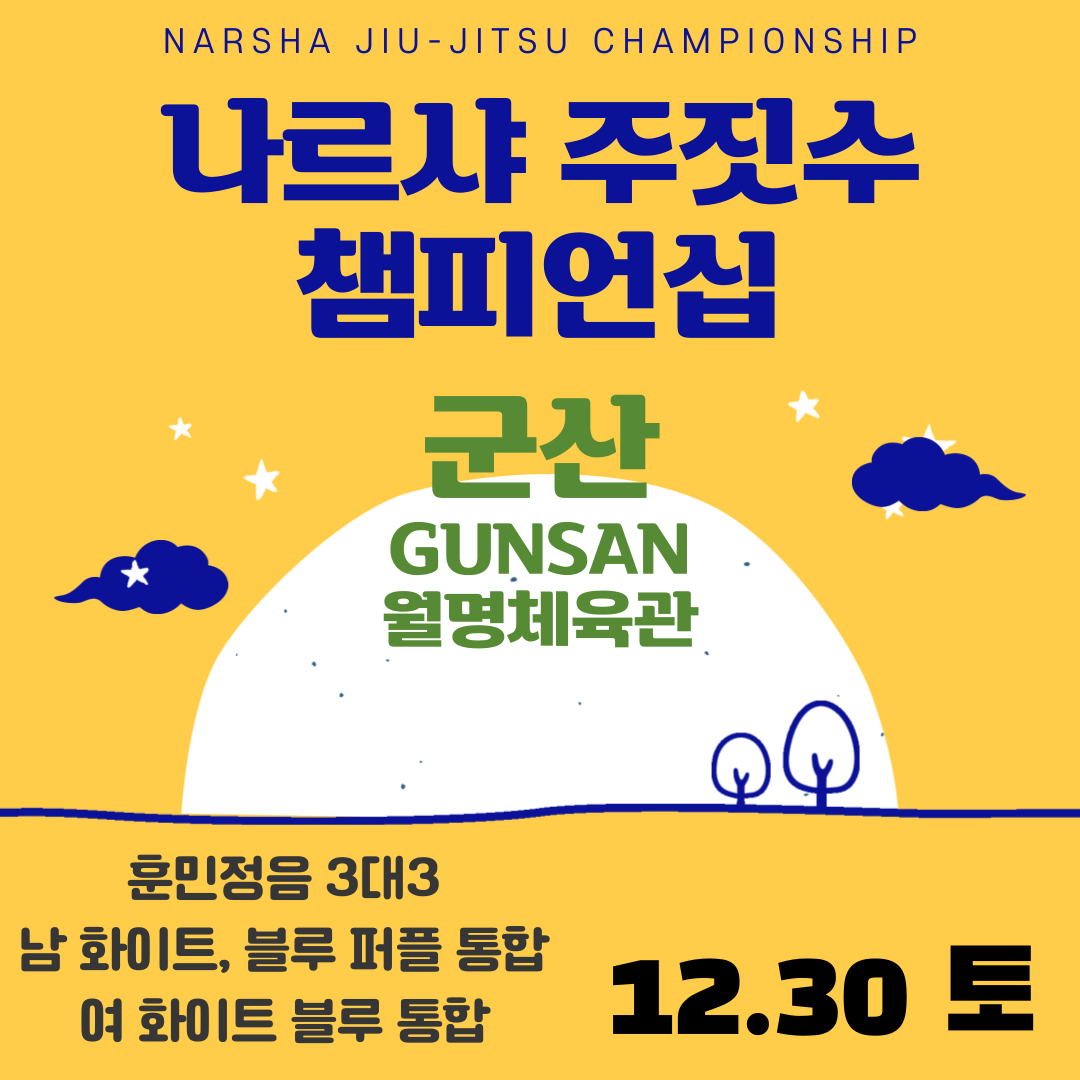 NARSHA JIU-JITSU CHAMPIONSHIP
나르샤 주짓수
챔피언십
군산
GUNSAN
월명체육관
훈민정음 3대3
남 화이트, 블루 퍼플 통합
여 화이트 블루 통합
12.30 토